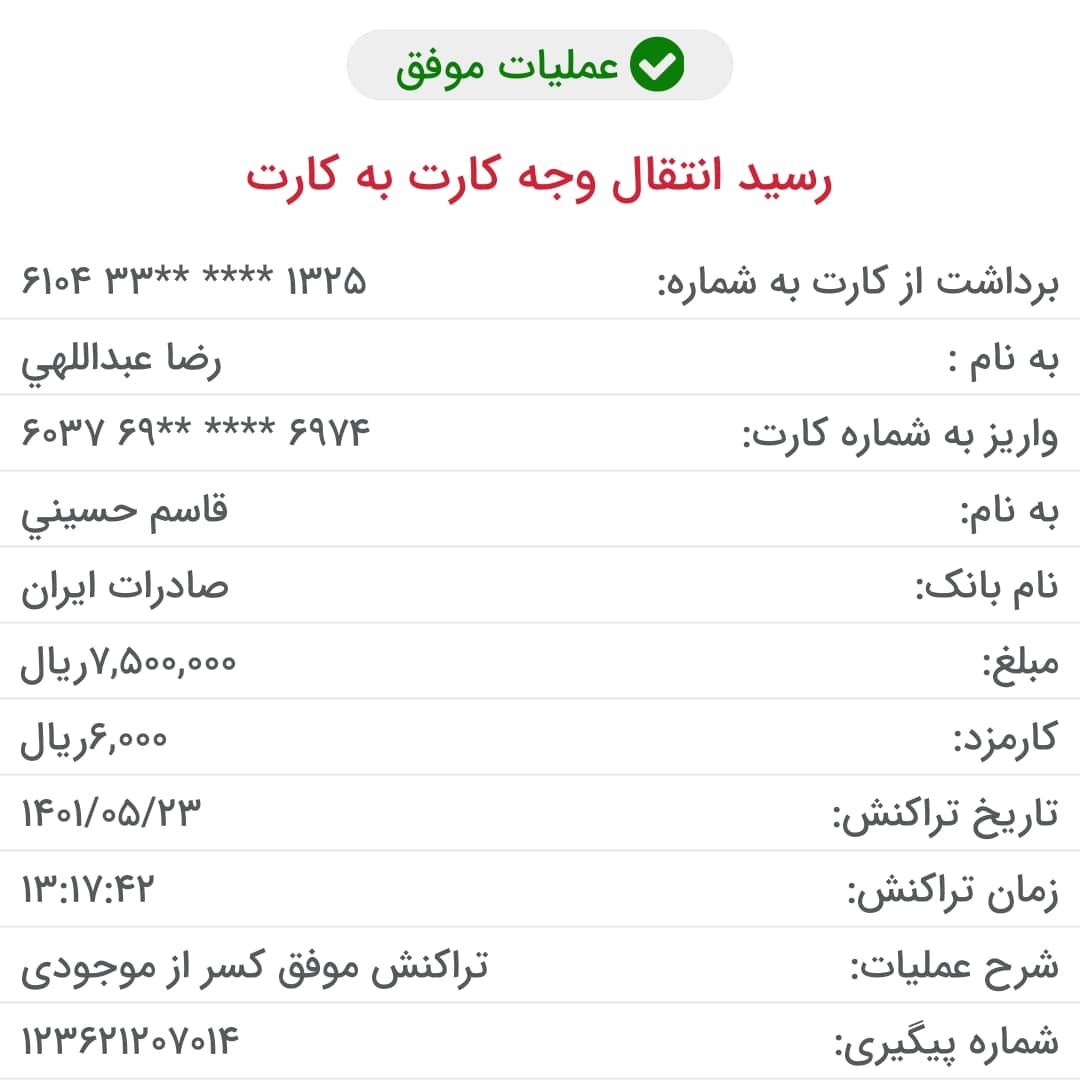 عملیات موفق
رسید انتقال وجه کارت به کارت
برداشت از کارت به شماره: ۶۱۰۴ ۳۳** **** ۱۳۲۵
به نام : رضا عبداللهي
واریز به شماره کارت: ۶۰۳۷ ۶۹** **** ۶۹۷۴
به نام: قاسم حسيني
نام بانک: صادرات ایران
مبلغ: ۷,۵۰۰,۰۰۰ریال
کارمزد: ۶,۰۰۰ریال
تاریخ تراکنش: ۱۴۰۱/۰۵/۲۳
زمان تراکنش: ۱۳:۱۷:۴۲
شرح عملیات: تراکنش موفق کسر از موجودی
شماره پیگیری: ۱۲۳۶۲۱۲۰۷۰۱۴